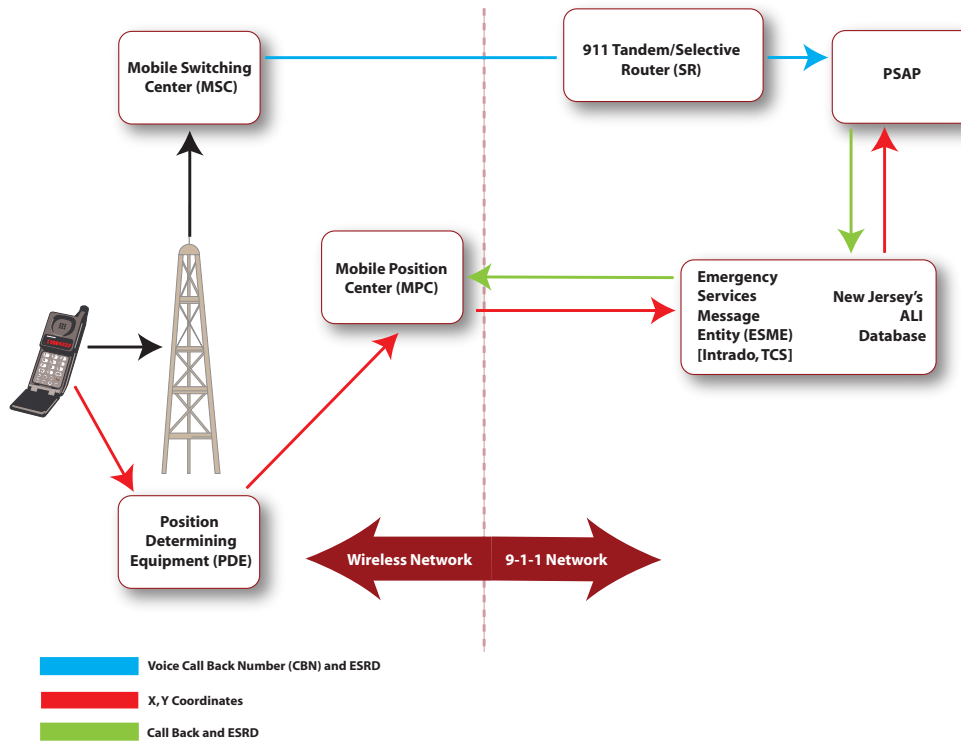 Mobile Switching
Center (MSC)
911 Tandem/Selective
Router (SR)
PSAP
Mobile Position
Center (MPC)
Emergency
Services
Message
Entity (ESME)
[Intrado, TCS]
New Jersey's
ALI
Database
Position
Determining
Equipment (PDE)
Wireless Network
9-1-1 Network
Voice Call Back Number (CBN) and ESRD
X, Y Coordinates
Call Back and ESRD